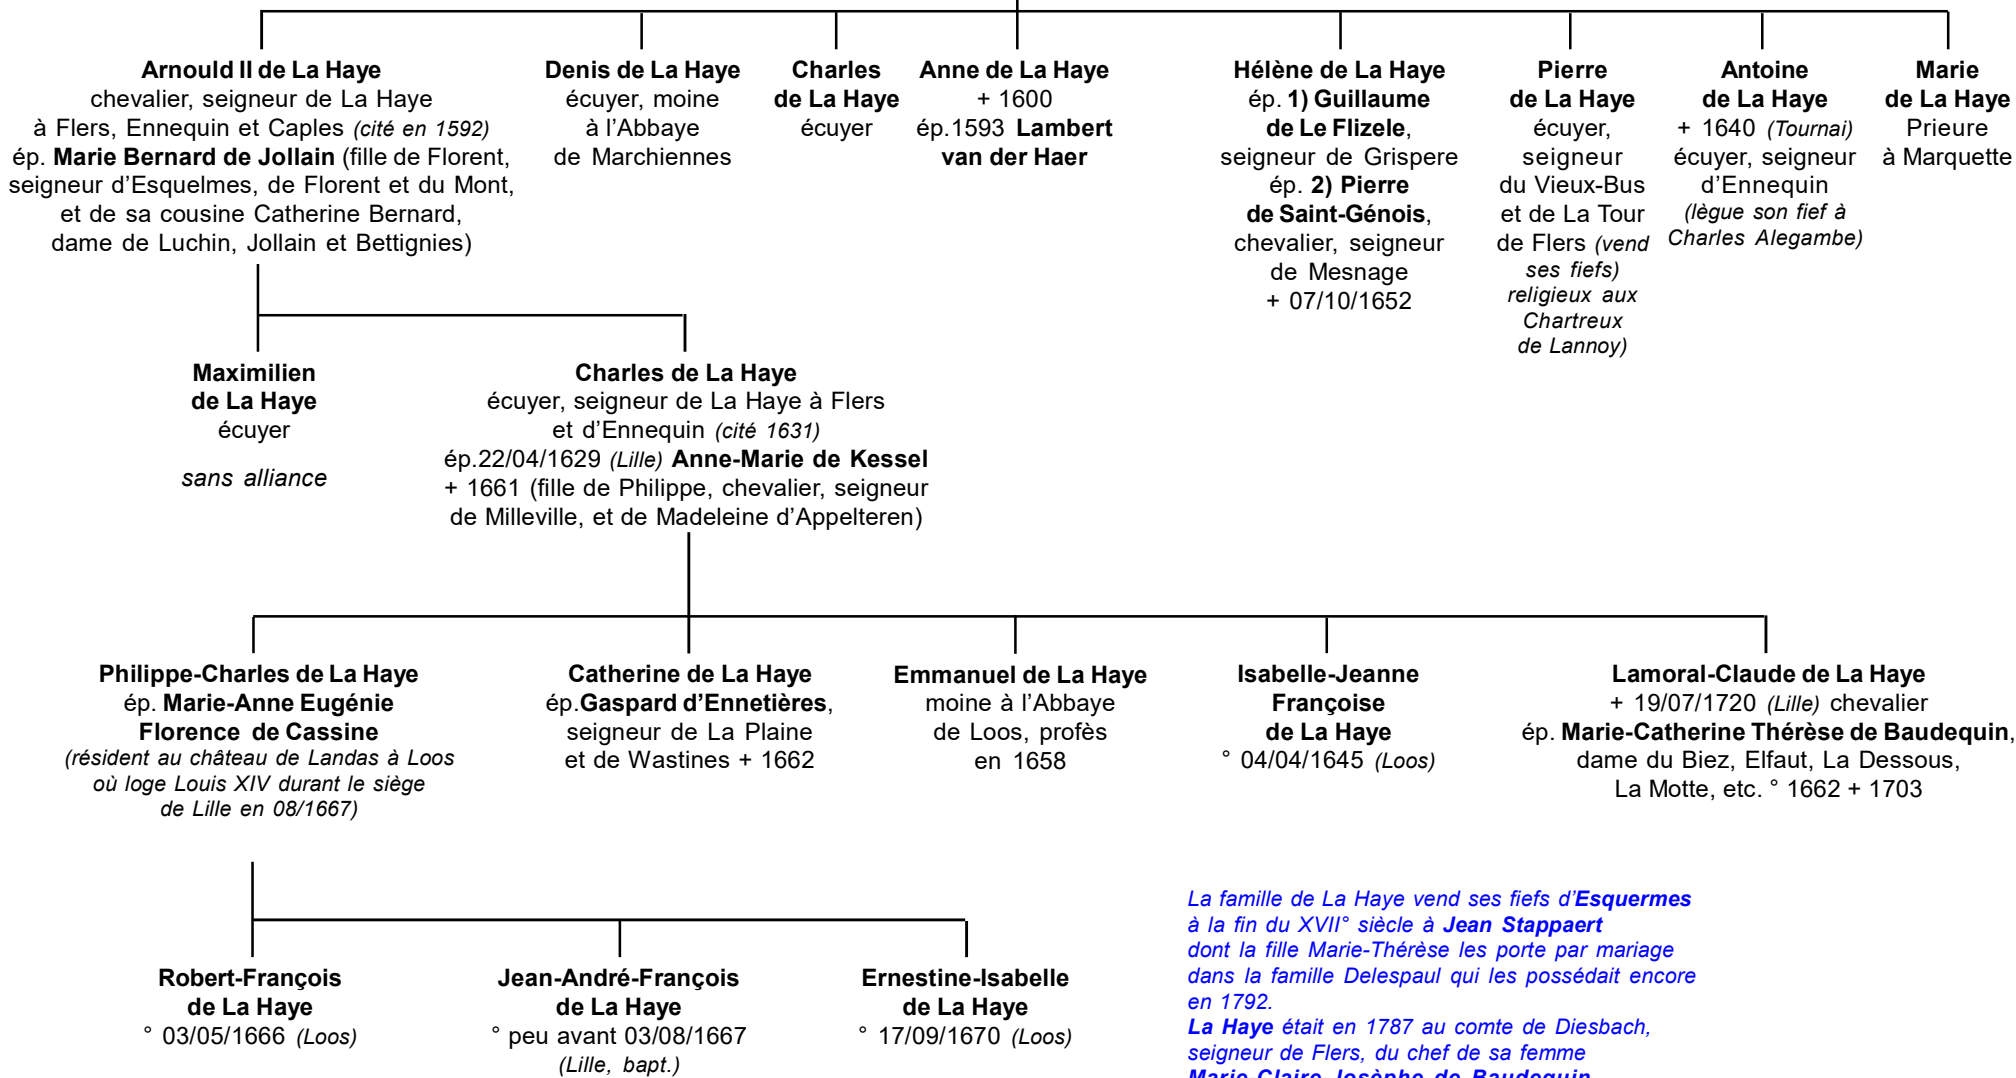 Arnould II de La Haye
chevalier, seigneur de La Haye
à Flers, Ennequin et Caples (cité en 1592)
ép. Marie Bernard de Jollain (fille de Florent,
seigneur d'Esquelmes, de Florent et du Mont,
et de sa cousine Catherine Bernard,
dame de Luchin, Jollain et Bettignies)
Denis de La Haye
écuyer, moine
à l'Abbaye
de Marchiennes
Charles
de La Haye
écuyer
Anne de La Haye
+ 1600
ép.1593 Lambert
van der Haer
Hélène de La Haye
ép. 1) Guillaume
de Le Flizele,
seigneur de Grispere
ép. 2) Pierre
de Saint-Génois,
chevalier, seigneur
de Mesnage
+ 07/10/1652
Pierre
de La Haye
écuyer,
seigneur
du Vieux-Bus
et de La Tour
de Flers (vend
ses fiefs)
religieux aux
Chartreux
de Lannoy)
Antoine
de La Haye
+ 1640 (Tournai)
écuyer, seigneur
d'Ennequin
(lègue son fief à
Charles Alegambe)
Marie
de La Haye
Prieure
à Marquette
Maximilien
de La Haye
écuyer
sans alliance
Charles de La Haye
écuyer, seigneur de La Haye à Flers
et d'Ennequin (cité 1631)
ép.22/04/1629 (Lille) Anne-Marie de Kessel
+ 1661 (fille de Philippe, chevalier, seigneur
de Milleville, et de Madeleine d'Appelteren)
Philippe-Charles de La Haye
ép. Marie-Anne Eugénie
Florence de Cassine
(résident au château de Landas à Loos
où loge Louis XIV durant le siège
de Lille en 08/1667)
Catherine de La Haye
ép.Gaspard d'Ennetières,
seigneur de La Plaine
et de Wastines + 1662
Emmanuel de La Haye
moine à l'Abbaye
de Loos, profès
en 1658
Isabelle-Jeanne
Françoise
de La Haye
° 04/04/1645 (Loos)
Lamoral-Claude de La Haye
+ 19/07/1720 (Lille) chevalier
ép. Marie-Catherine Thérèse de Baudequin,
dame du Biez, Elfaut, La Dessous,
La Motte, etc. ° 1662 + 1703
Robert-François
de La Haye
° 03/05/1666 (Loos)
Jean-André-François
de La Haye
° peu avant 03/08/1667
(Lille, bapt.)
Ernestine-Isabelle
de La Haye
° 17/09/1670 (Loos)
La famille de La Haye vend ses fiefs d'Esquermes
à la fin du XVII° siècle à Jean Stappaert
dont la fille Marie-Thérèse les porte par mariage
dans la famille Delespaul qui les possédait encore
en 1792.
La Haye était en 1787 au comte de Diesbach,
seigneur de Flers, du chef de sa femme
Marie-Claire-Josèphe de Baudequin